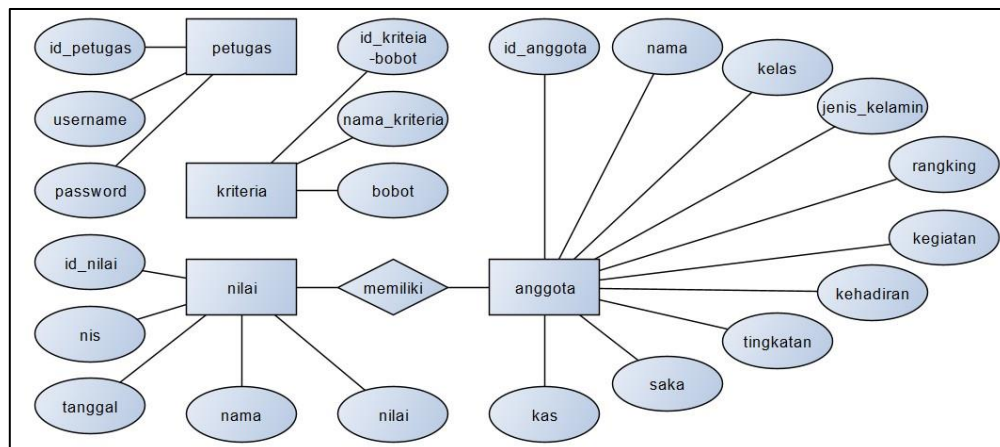 id_petugas
petugas
id_kriteia
-bobot
id_anggota
nama
kelas
username
nama_kriteria
jenis_kelamin
password
kriteria
bobot
rangking
id_nilai
kegiatan
nilai
memiliki
anggota
kehadiran
nis
tingkatan
saka
tanggal
nama
nilai
kas